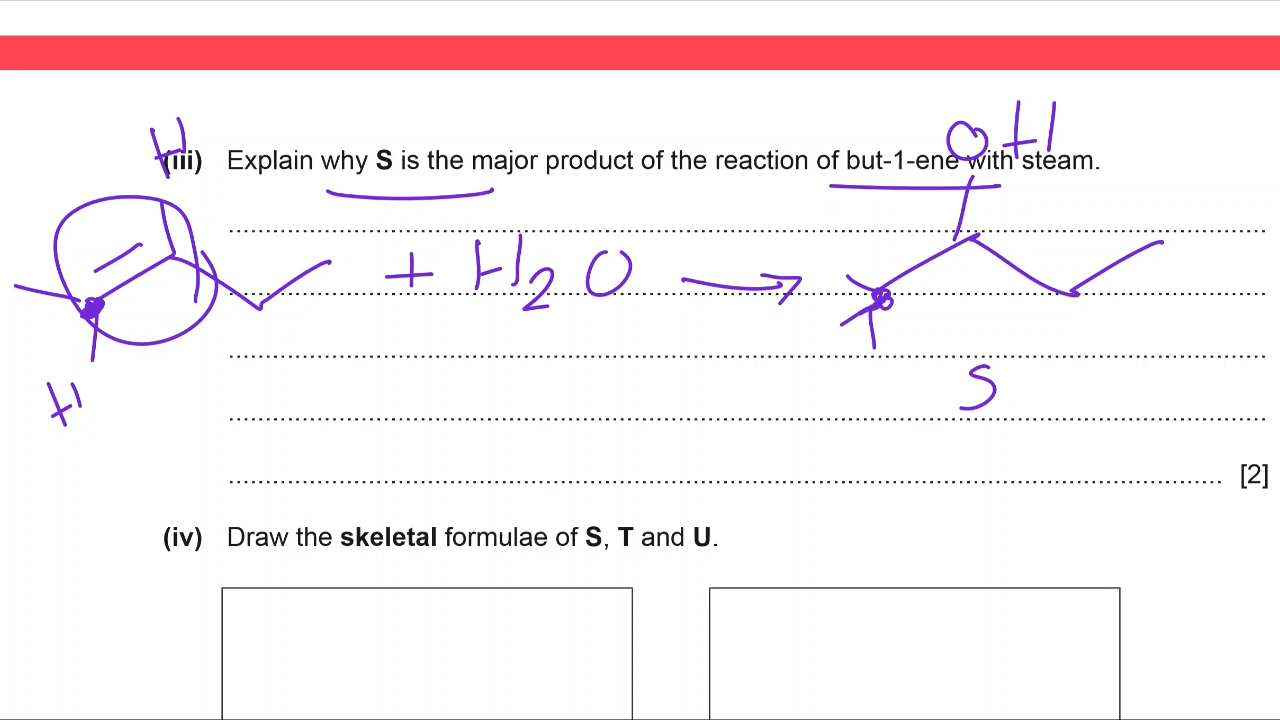 OH
H
(iii) Explain why S is the major product of the reaction of but-1-ene with steam.
+ H2O →
S
H
[2]
(iv) Draw the skeletal formulae of S, T and U.